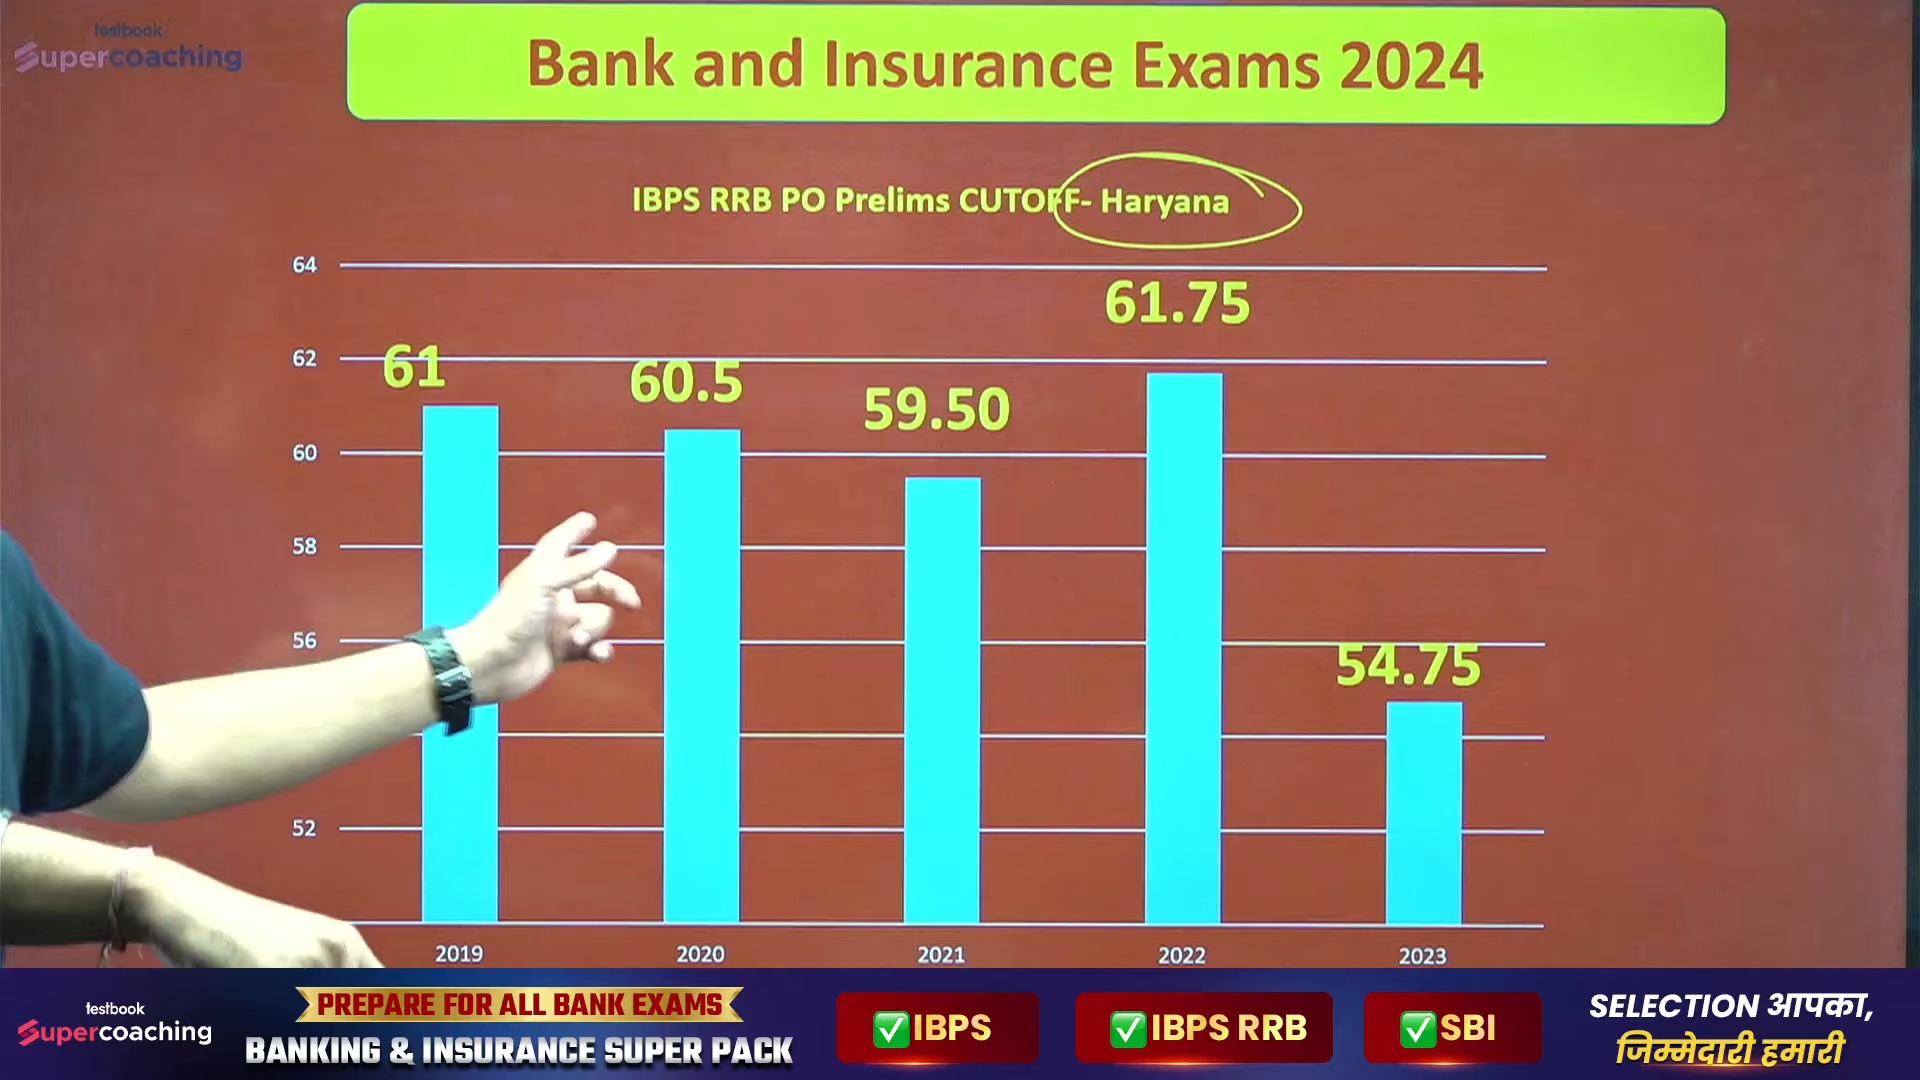 testbook
Supercoaching
Bank and Insurance Exams 2024
IBPS RRB PO Prelims CUTOFF- Haryana
64
61.75
62
61
60.5
59.50
60
58
56
54.75
52
2019
2020
2021
2022
2023
testbook
Supercoaching
PREPARE FOR ALL BANK EXAMS
BANKING & INSURANCE SUPER PACK
IBPS
IBPS RRB
SBI
SELECTION आपका,
जिम्मेदारी हमारी